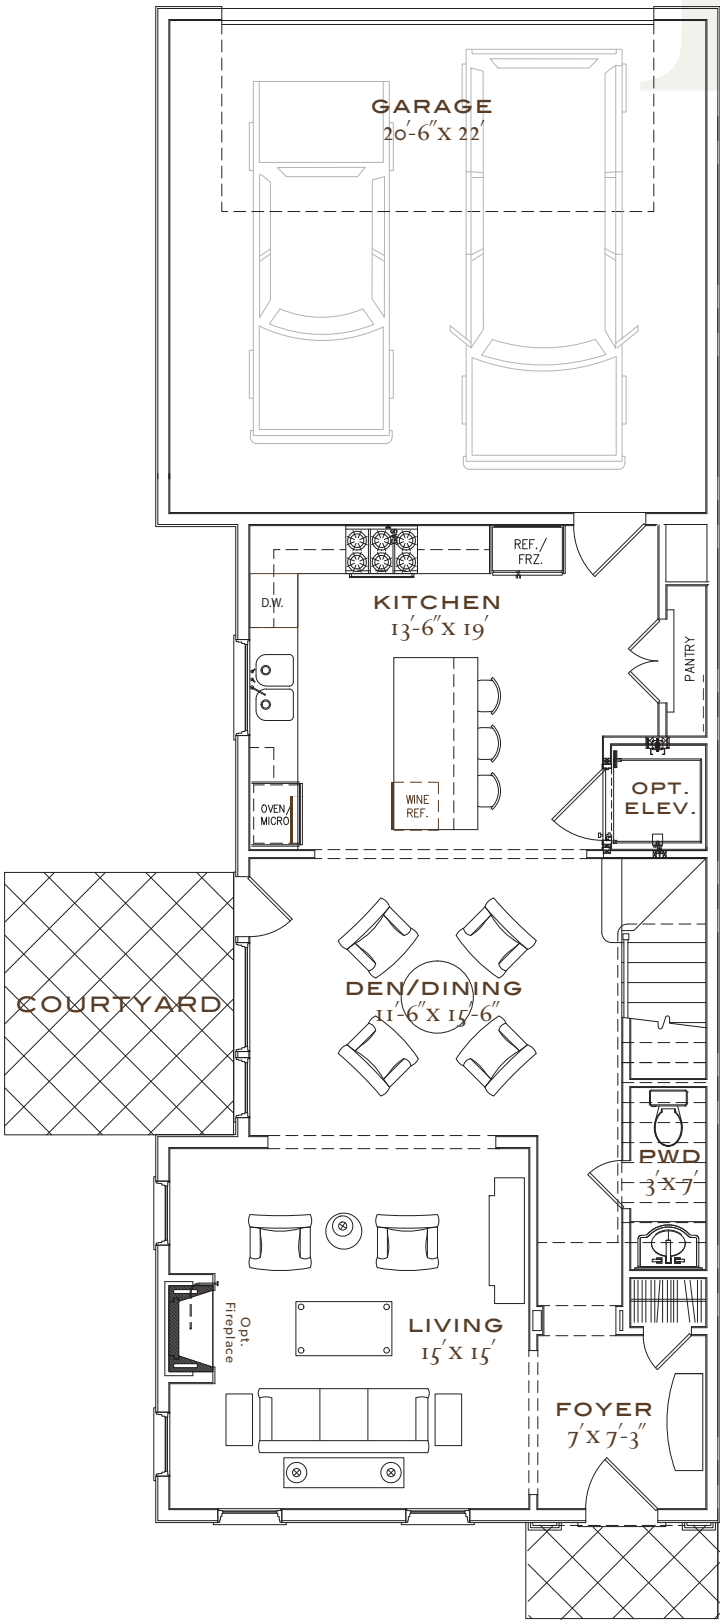 GARAGE
20'-6"X 22'
REF./
FRZ.
D.W.
KITCHEN
13'-6"X 19'
PANTRY
OPT.
ELEV.
WINE
REF.
OVEN/
MICRO
COURTYARD
DEN/DINING
11'-6"X 15'-6"
PWD
3'X 7'
Opt.
Fireplace
LIVING
15'X 15'
FOYER
7'X 7'-3"